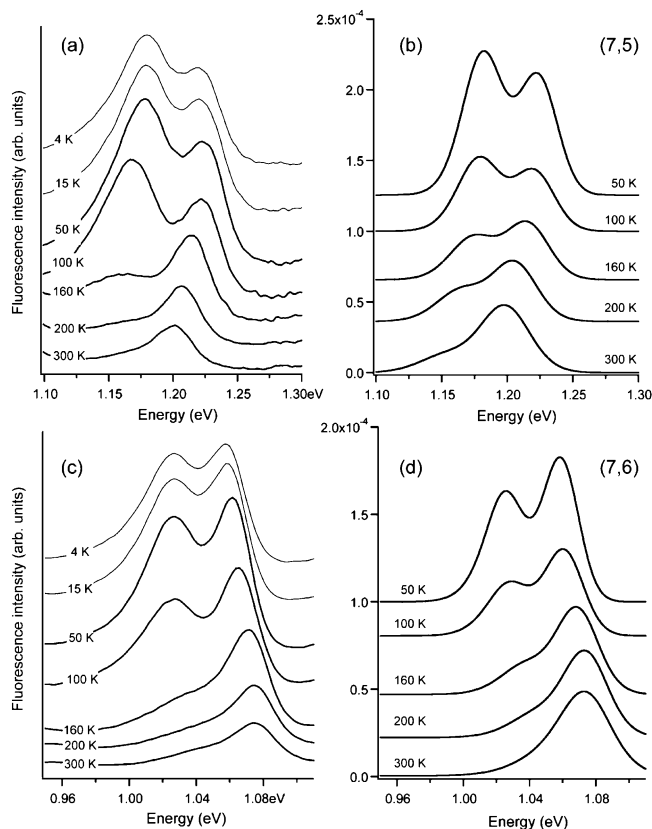 (a)
Fluorescence intensity (arb. units)
4 K
15 K
50 K
100 K
160 K
200 K
300 K
1.10 1.15 1.20 1.25 1.30eV
Energy (eV)
(b) (7,5)
2.5x10⁻⁴
2.0
1.5
1.0
0.5
0.0
50 K
100 K
160 K
200 K
300 K
1.10 1.15 1.20 1.25 1.30
Energy (eV)
(c)
Fluorescence intensity (arb. units)
4 K
15 K
50 K
100 K
160 K
200 K
300 K
0.96 1.00 1.04 1.08eV
Energy (eV)
(d) (7,6)
2.0x10⁻⁴
1.5
1.0
0.5
0.0
50 K
100 K
160 K
200 K
300 K
0.96 1.00 1.04 1.08
Energy (eV)